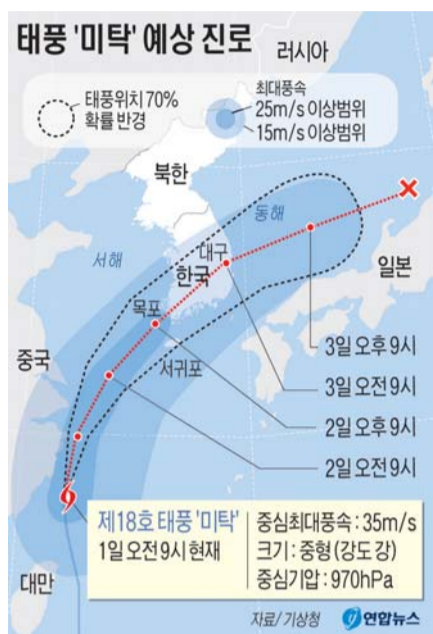 태풍 '미탁' 예상 진로
러시아
태풍위치 70%
확률 반경
최대풍속
25m/s 이상범위
15m/s 이상범위
북한
동해
서해
대구
한국
일본
목포
중국
서귀포
3일 오후 9시
3일 오전 9시
2일 오후 9시
2일 오전 9시
제18호 태풍 '미탁'
1일 오전 9시 현재
중심최대풍속 : 35m/s
크기 : 중형 (강도 강)
중심기압 : 970hPa
대만
자료/기상청
연합뉴스